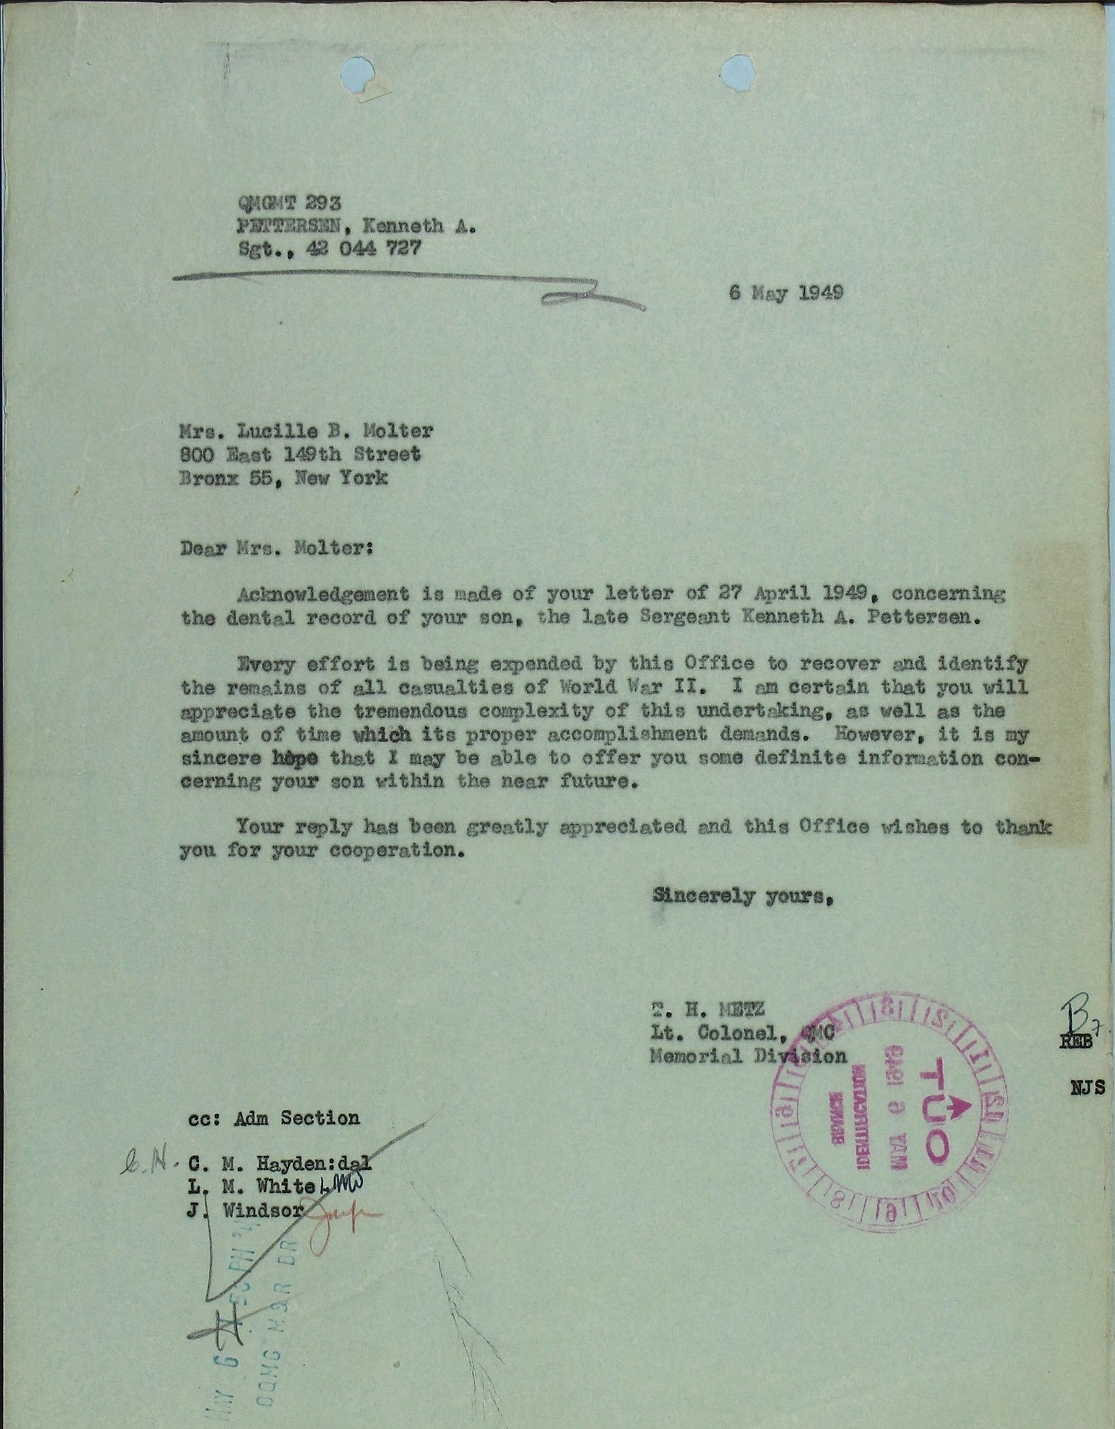 QMGMT 293
PETTERSEN, Kenneth A.
Sgt., 42 044 727
6 May 1949
Mrs. Lucille B. Molter
800 East 149th Street
Bronx 55, New York
Dear Mrs. Molter:
Acknowledgement is made of your letter of 27 April 1949, concerning
the dental record of your son, the late Sergeant Kenneth A. Pettersen.
Every effort is being expended by this Office to recover and identify
the remains of all casualties of World War II. I am certain that you will
appreciate the tremendous complexity of this undertaking, as well as the
amount of time which its proper accomplishment demands. However, it is my
sincere hope that I may be able to offer you some definite information con-
cerning your son within the near future.
Your reply has been greatly appreciated and this Office wishes to thank
you for your cooperation.
Sincerely yours,
T. H. METZ
Lt. Colonel, QMC
Memorial Division
B7
REB
NJS
OUT
MAY 6 1949
IDENTIFICATION
BRANCH
cc: Adm Section
C.H. C. M. Hayden:dal
L. M. White LMW
J. Windsor
MAY 6
OQMG M&R BR